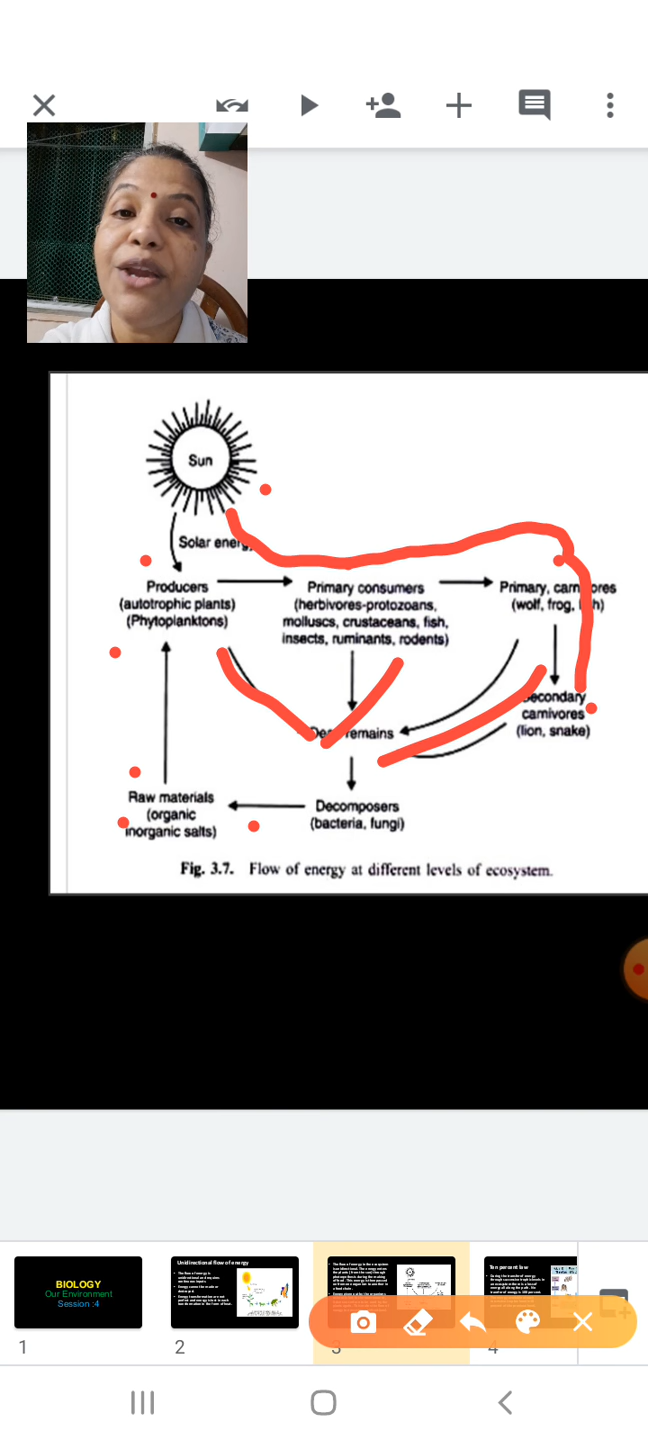 Sun
Solar energy
Producers
(autotrophic plants)
(Phytoplanktons)
Primary consumers
(herbivores-protozoans,
molluscs, crustaceans, fish,
insects, ruminants, rodents)
Primary, carnivores
(wolf, frog, fish)
Secondary
carnivores
(lion, snake)
remains
Raw materials
(organic
inorganic salts)
Decomposers
(bacteria, fungi)
Fig. 3.7. Flow of energy at different levels of ecosystem.
BIOLOGY
Our Environment
Session :4
Unidirectional flow of energy
Ten percent law
1
2
3
4